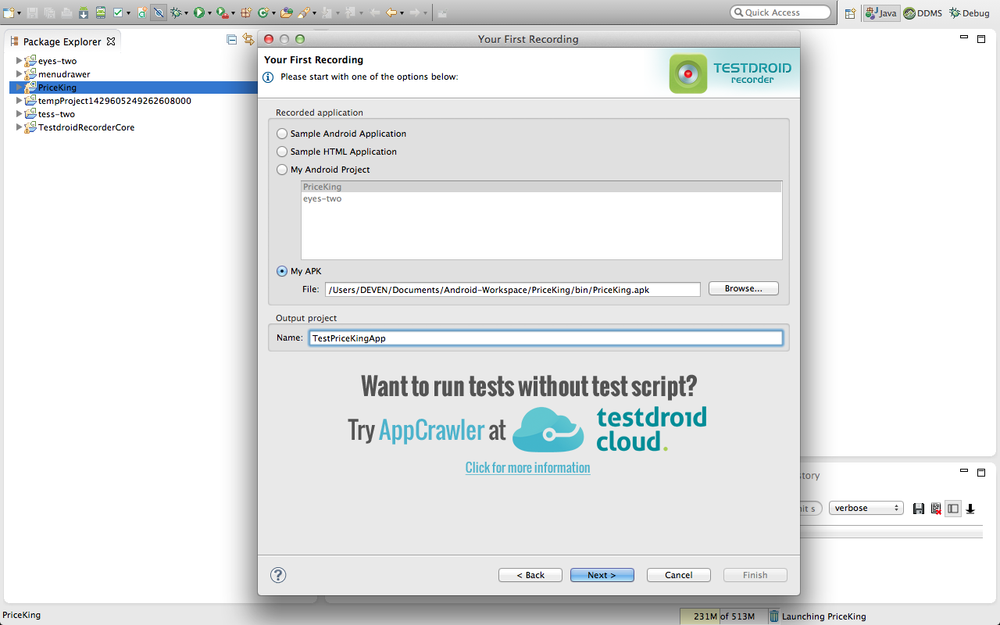 Quick Access
Java
DDMS
Debug
Package Explorer
eyes-two
menudrawer
PriceKing
tempProject1429605249262608000
tess-two
TestdroidRecorderCore
Your First Recording
Your First Recording
Please start with one of the options below:
TESTDROID
recorder
Recorded application
Sample Android Application
Sample HTML Application
My Android Project
PriceKing
eyes-two
My APK
File: /Users/DEVEN/Documents/Android-Workspace/PriceKing/bin/PriceKing.apk Browse...
Output project
Name: TestPriceKingApp
Want to run tests without test script?
Try AppCrawler at testdroid
cloud.
Click for more information
? < Back Next > Cancel Finish
story
nit s verbose
PriceKing
231M of 513M
Launching PriceKing